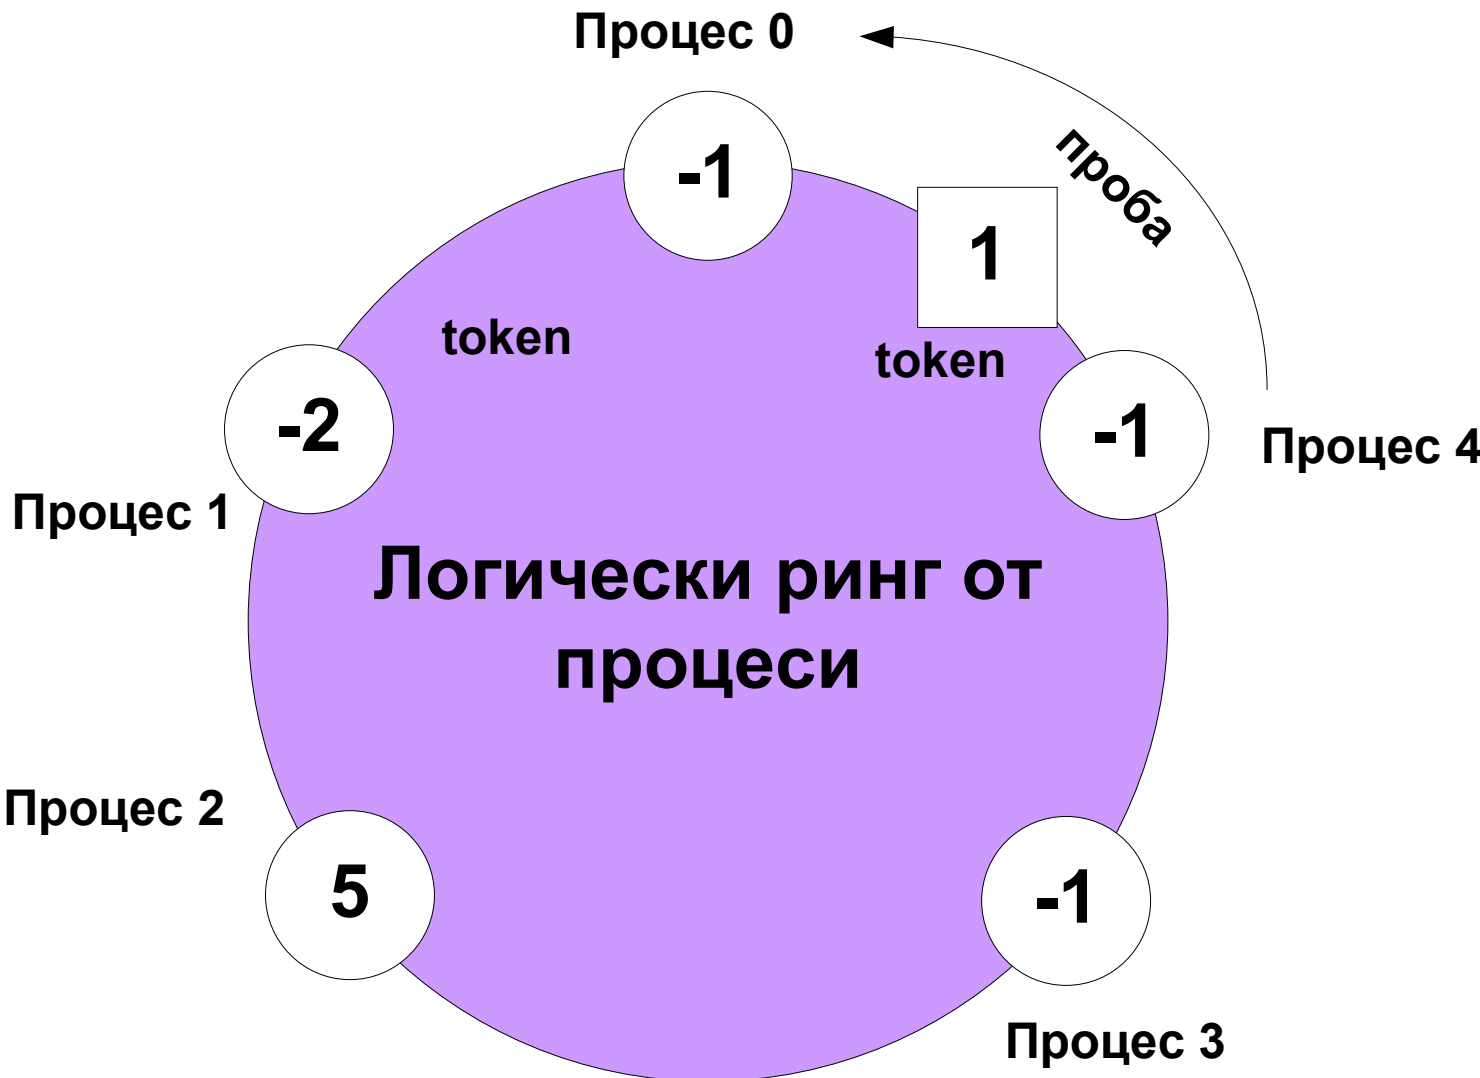 Процес 0
проба
-1
1
token
token
-2
-1
Процес 4
Процес 1
Логически ринг от
процеси
Процес 2
5
-1
Процес 3